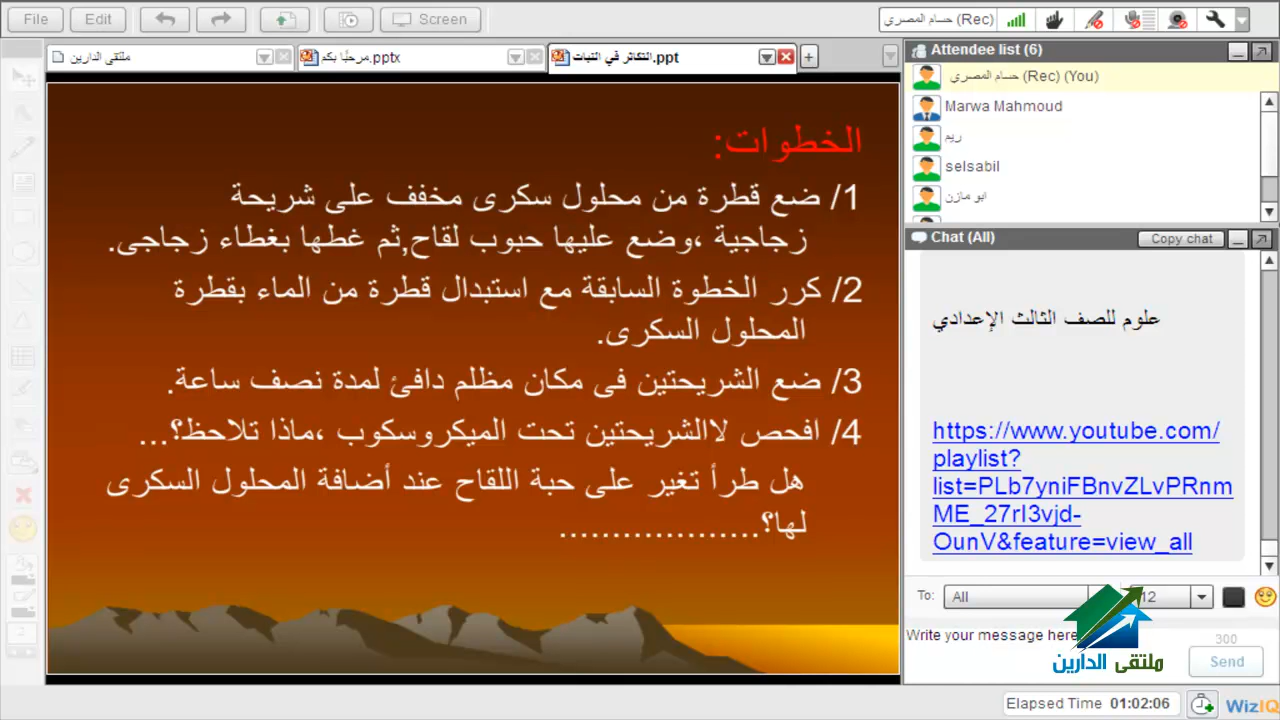 File
Edit
Screen
حسام المصري (Rec)
ملتقى الدارين
مرحبًا بكم.pptx
التكاثر في النبات.ppt
الخطوات:
1/ ضع قطرة من محلول سكرى مخفف على شريحة
زجاجية ،وضع عليها حبوب لقاح,ثم غطها بغطاء زجاجى.
2/ كرر الخطوة السابقة مع استبدال قطرة من الماء بقطرة
المحلول السكرى.
3/ ضع الشريحتين فى مكان مظلم دافئ لمدة نصف ساعة.
4/ افحص لاالشريحتين تحت الميكروسكوب ،ماذا تلاحظ؟...
هل طرأ تغير على حبة اللقاح عند أضافة المحلول السكرى
لها؟...................
Attendee list (6)
حسام المصري (Rec) (You)
Marwa Mahmoud
ريم
selsabil
ابو مازن
Chat (All)
Copy chat
علوم للصف الثالث الإعدادي
https://www.youtube.com/
playlist?
list=PLb7yniFBnvZLvPRnm
ME_27rI3vjd-
OunV&feature=view_all
To:
All
12
Write your message here
300
Send
ملتقى الدارين
Elapsed Time 01:02:06
WizIQ
2